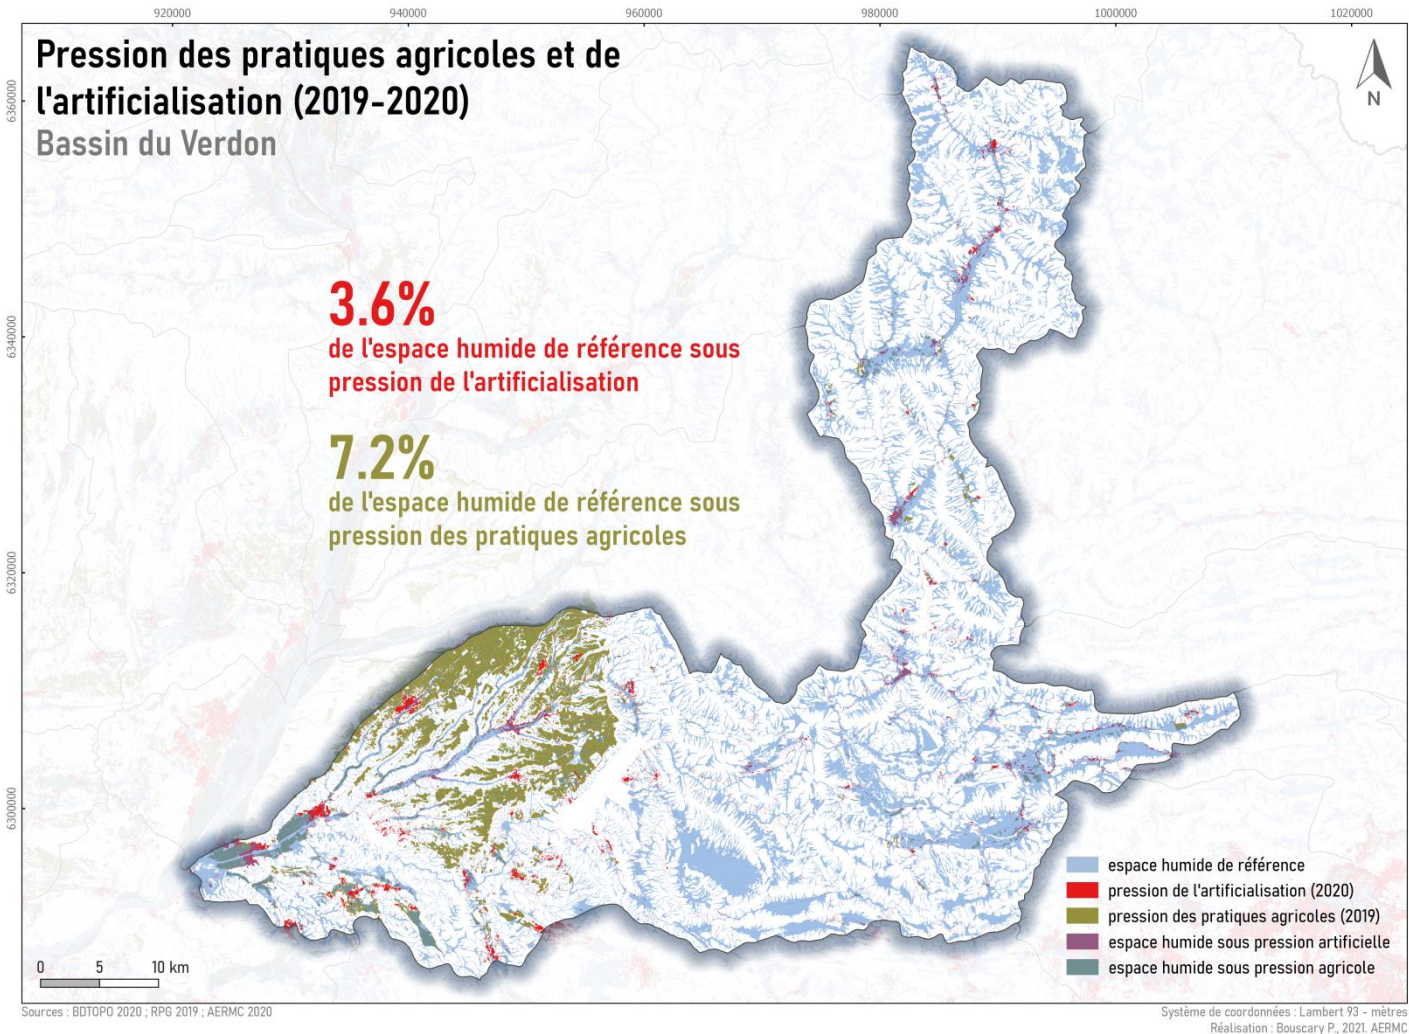 920000 940000 960000 980000 1000000 1020000
Pression des pratiques agricoles et de
l'artificialisation (2019-2020)
Bassin du Verdon
N
6360000
6340000
6320000
6300000
3.6%
de l'espace humide de référence sous
pression de l'artificialisation
7.2%
de l'espace humide de référence sous
pression des pratiques agricoles
espace humide de référence
pression de l'artificialisation (2020)
pression des pratiques agricoles (2019)
espace humide sous pression artificielle
espace humide sous pression agricole
0 5 10 km
Sources : BDTOPO 2020 ; RPG 2019 ; AERMC 2020
Système de coordonnées : Lambert 93 - mètres
Réalisation : Bouscary P., 2021. AERMC